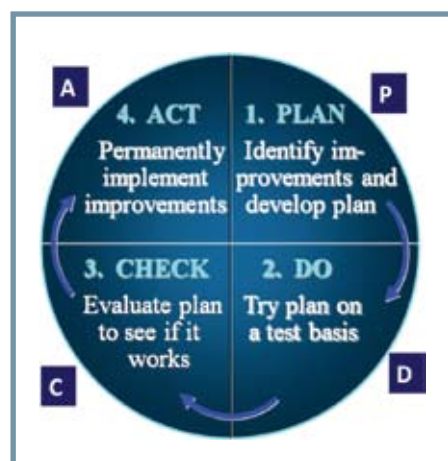 A
P
4. ACT
Permanently
implement
improvements
1. PLAN
Identify im-
provements and
develop plan
3. CHECK
Evaluate plan
to see if it
works
2. DO
Try plan on
a test basis
C
D